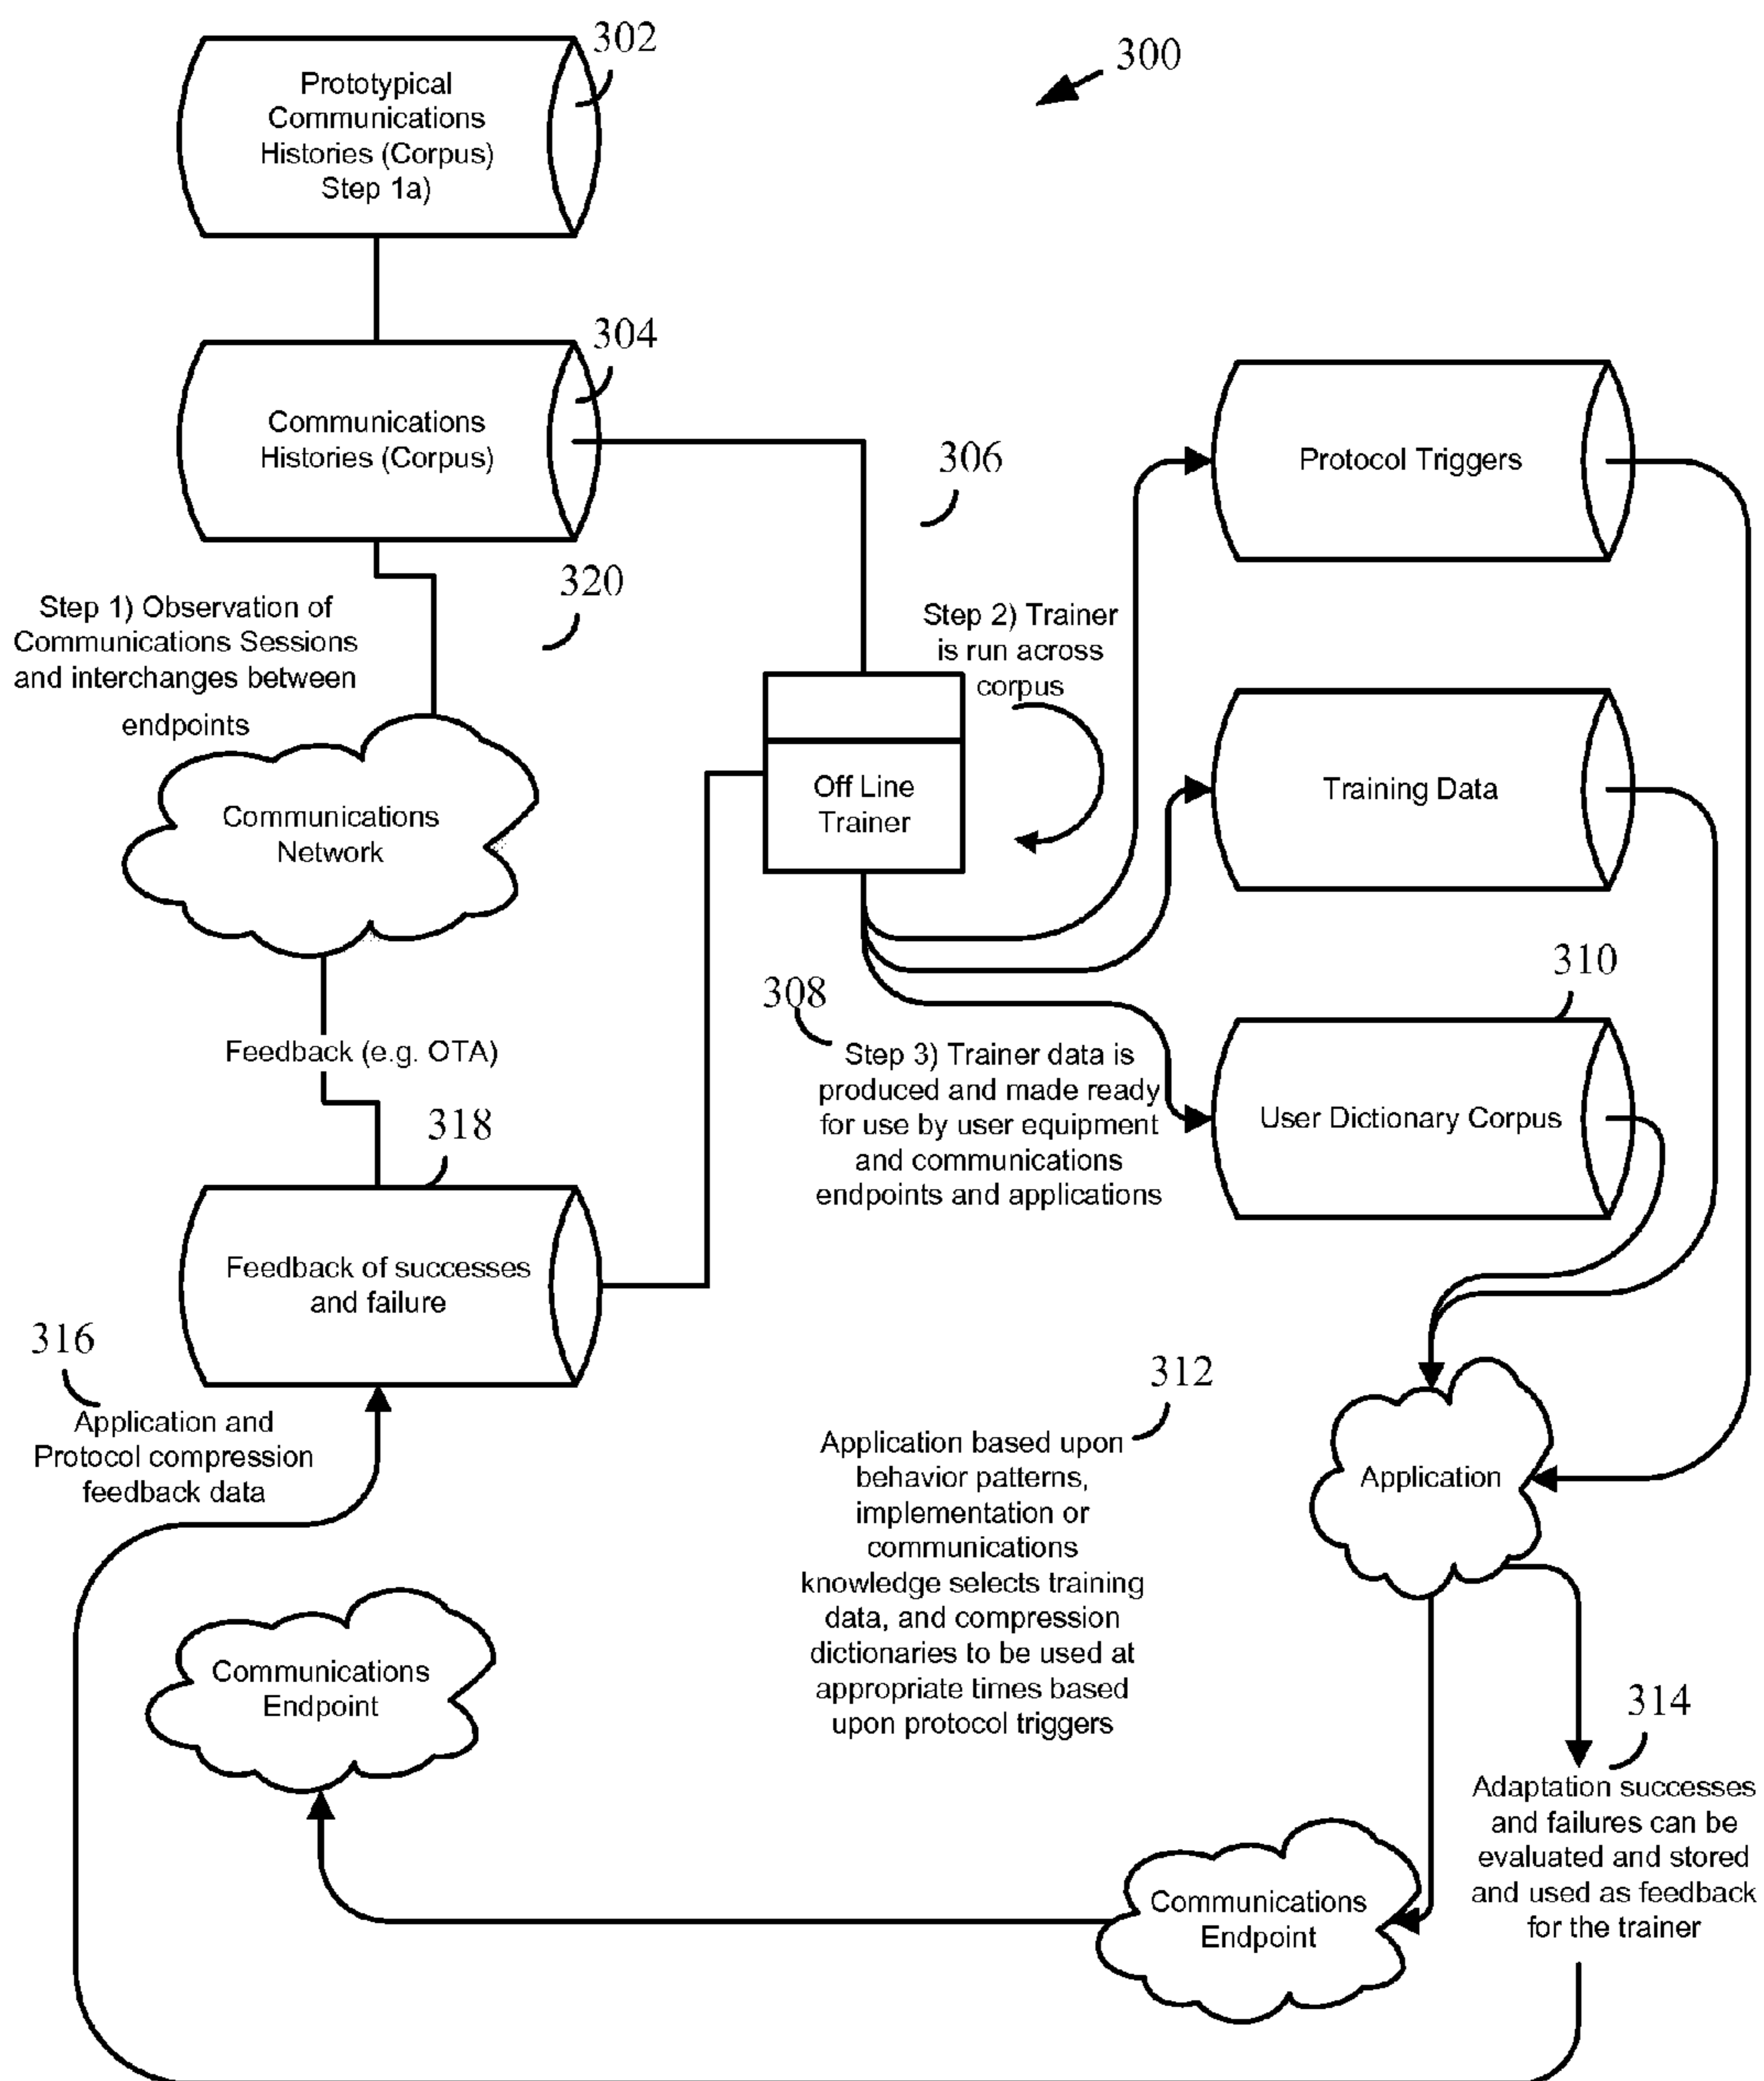 302
300
Prototypical
Communications
Histories (Corpus)
Step 1a)
304
Communications
Histories (Corpus)
306
Protocol Triggers
320
Step 1) Observation of
Communications Sessions
and interchanges between
endpoints
Step 2) Trainer
is run across
corpus
Off Line
Trainer
Training Data
Communications
Network
308
310
Feedback (e.g. OTA)
Step 3) Trainer data is
produced and made ready
for use by user equipment
and communications
endpoints and applications
User Dictionary Corpus
318
Feedback of successes
and failure
316
Application and
Protocol compression
feedback data
312
Application based upon
behavior patterns,
implementation or
communications
knowledge selects training
data, and compression
dictionaries to be used at
appropriate times based
upon protocol triggers
Application
Communications
Endpoint
314
Adaptation successes
and failures can be
evaluated and stored
and used as feedback
for the trainer
Communications
Endpoint